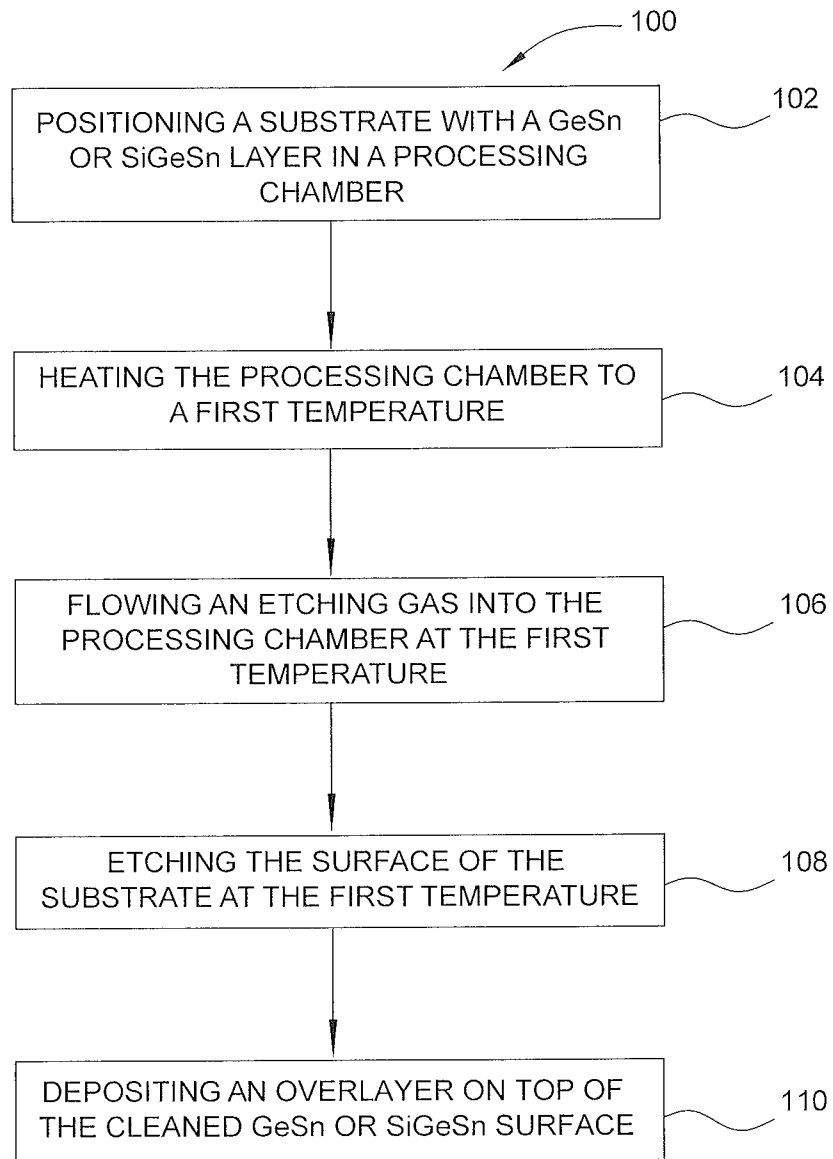 100
POSITIONING A SUBSTRATE WITH A GeSn
OR SiGeSn LAYER IN A PROCESSING
CHAMBER
102
HEATING THE PROCESSING CHAMBER TO
A FIRST TEMPERATURE
104
FLOWING AN ETCHING GAS INTO THE
PROCESSING CHAMBER AT THE FIRST
TEMPERATURE
106
ETCHING THE SURFACE OF THE
SUBSTRATE AT THE FIRST TEMPERATURE
108
DEPOSITING AN OVERLAYER ON TOP OF
THE CLEANED GeSn OR SiGeSn SURFACE
110